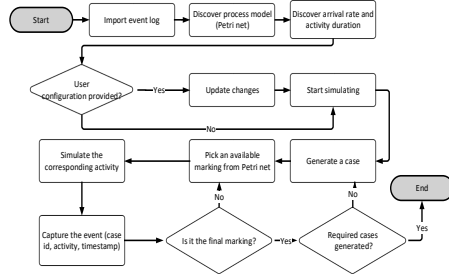 Start
Import event log
Discover process model
(Petri net)
Discover arrival rate and
activity duration
User
configuration provided?
Yes
Update changes
Start simulating
No
Simulate the
corresponding activity
Pick an available
marking from Petri net
Generate a case
End
No
No
Yes
Capture the event (case
id, activity, timestamp)
Is it the final marking?
Yes
Required cases
generated?